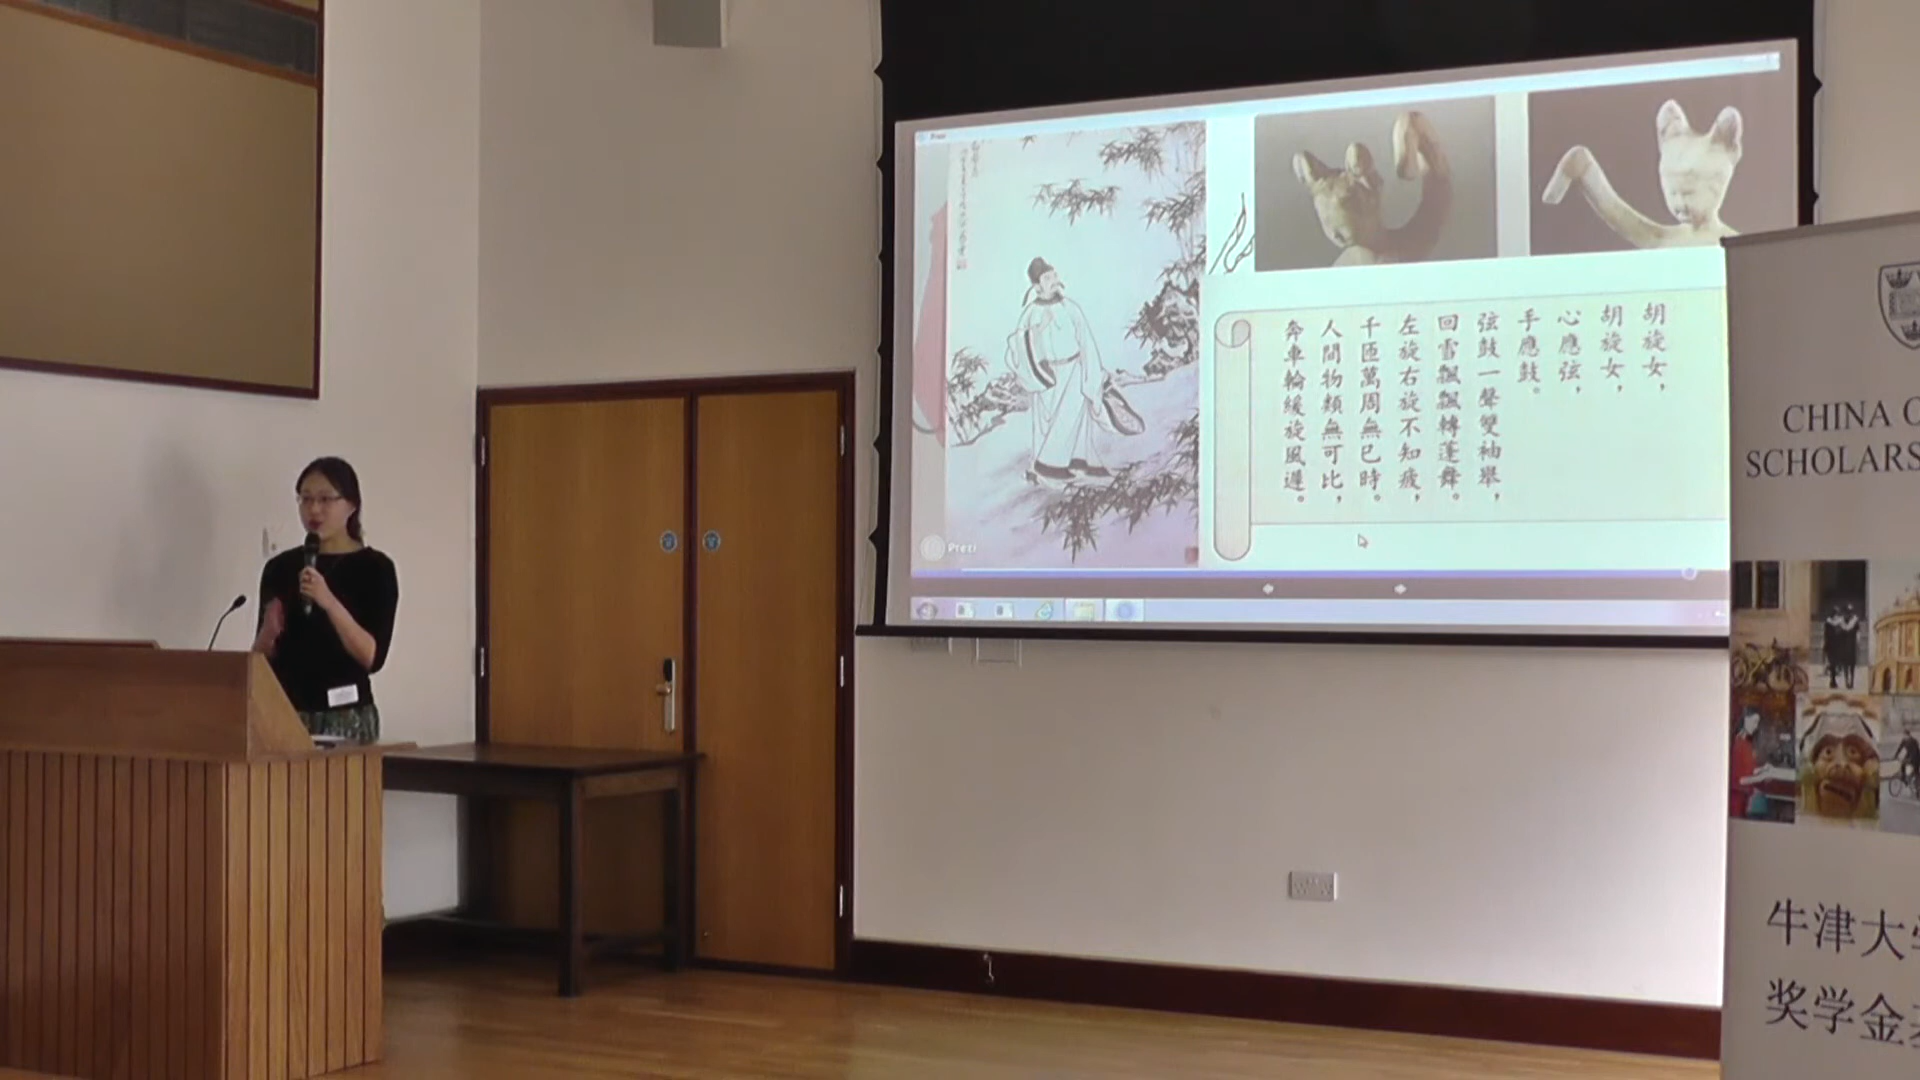 Prezi
胡旋女，
胡旋女，
心應弦，
手應鼓。
弦鼓一聲雙袖舉，
回雪飄飄轉蓬舞。
左旋右旋不知疲，
千匝萬周無已時。
人間物類無可比，
奔車輪緩旋風遲。
Prezi
CHINA
SCHOLARS
牛津大
奖学金